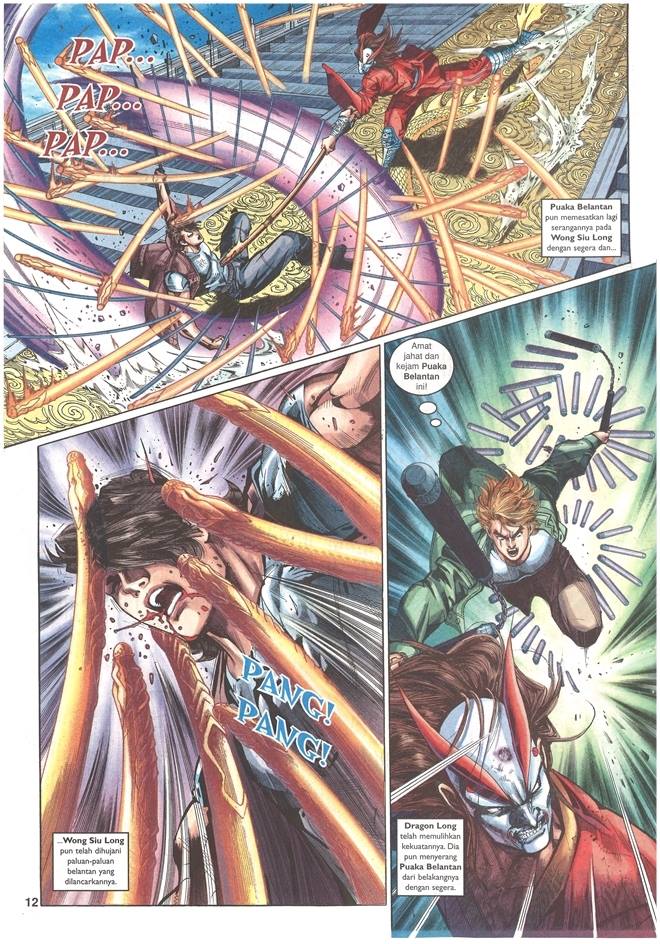 PAP...
PAP...
PAP...
Puaka Belantan
pun memesatkan lagi
serangannya pada
Wong Siu Long
dengan segera dan...
Amat
jahat dan
kejam Puaka
Belantan
ini!
PANG!
PANG!
...Wong Siu Long
pun telah dihujani
paluan-paluan
belantan yang
dilancarkannya.
Dragon Long
telah memulihkan
kekuatannya. Dia
pun menyerang
Puaka Belantan
dari belakangnya
dengan segera.
12